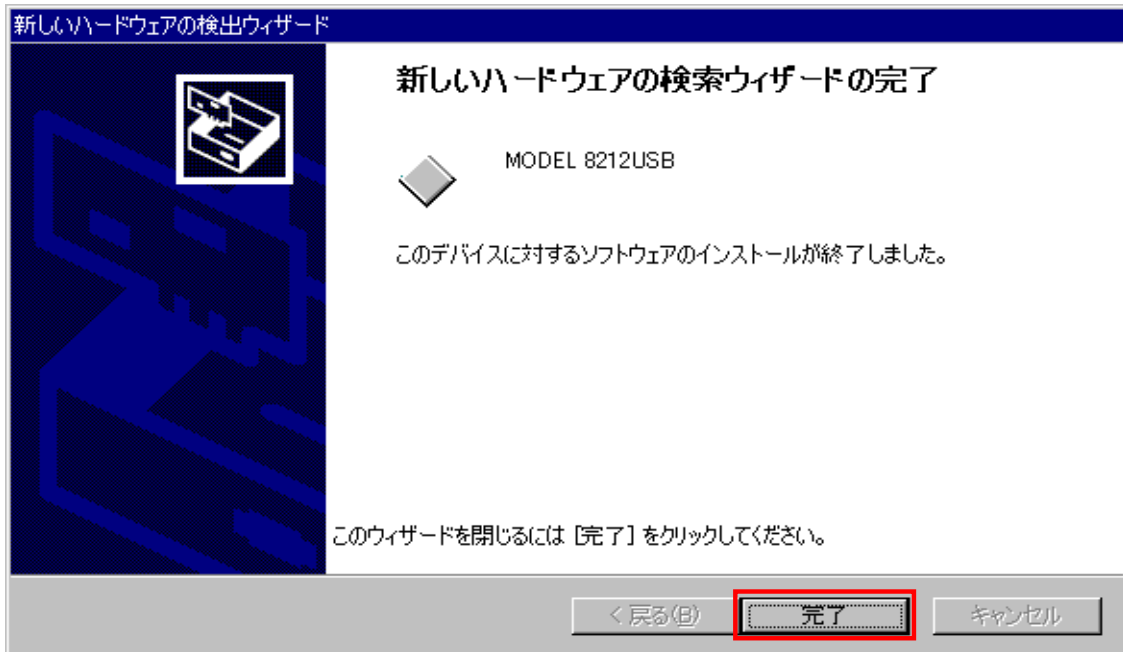 新しいハードウェアの検出ウィザード
新しいハードウェアの検索ウィザードの完了
MODEL 8212USB
このデバイスに対するソフトウェアのインストールが終了しました。
このウィザードを閉じるには [完了] をクリックしてください。
< 戻る(B) 完了 キャンセル